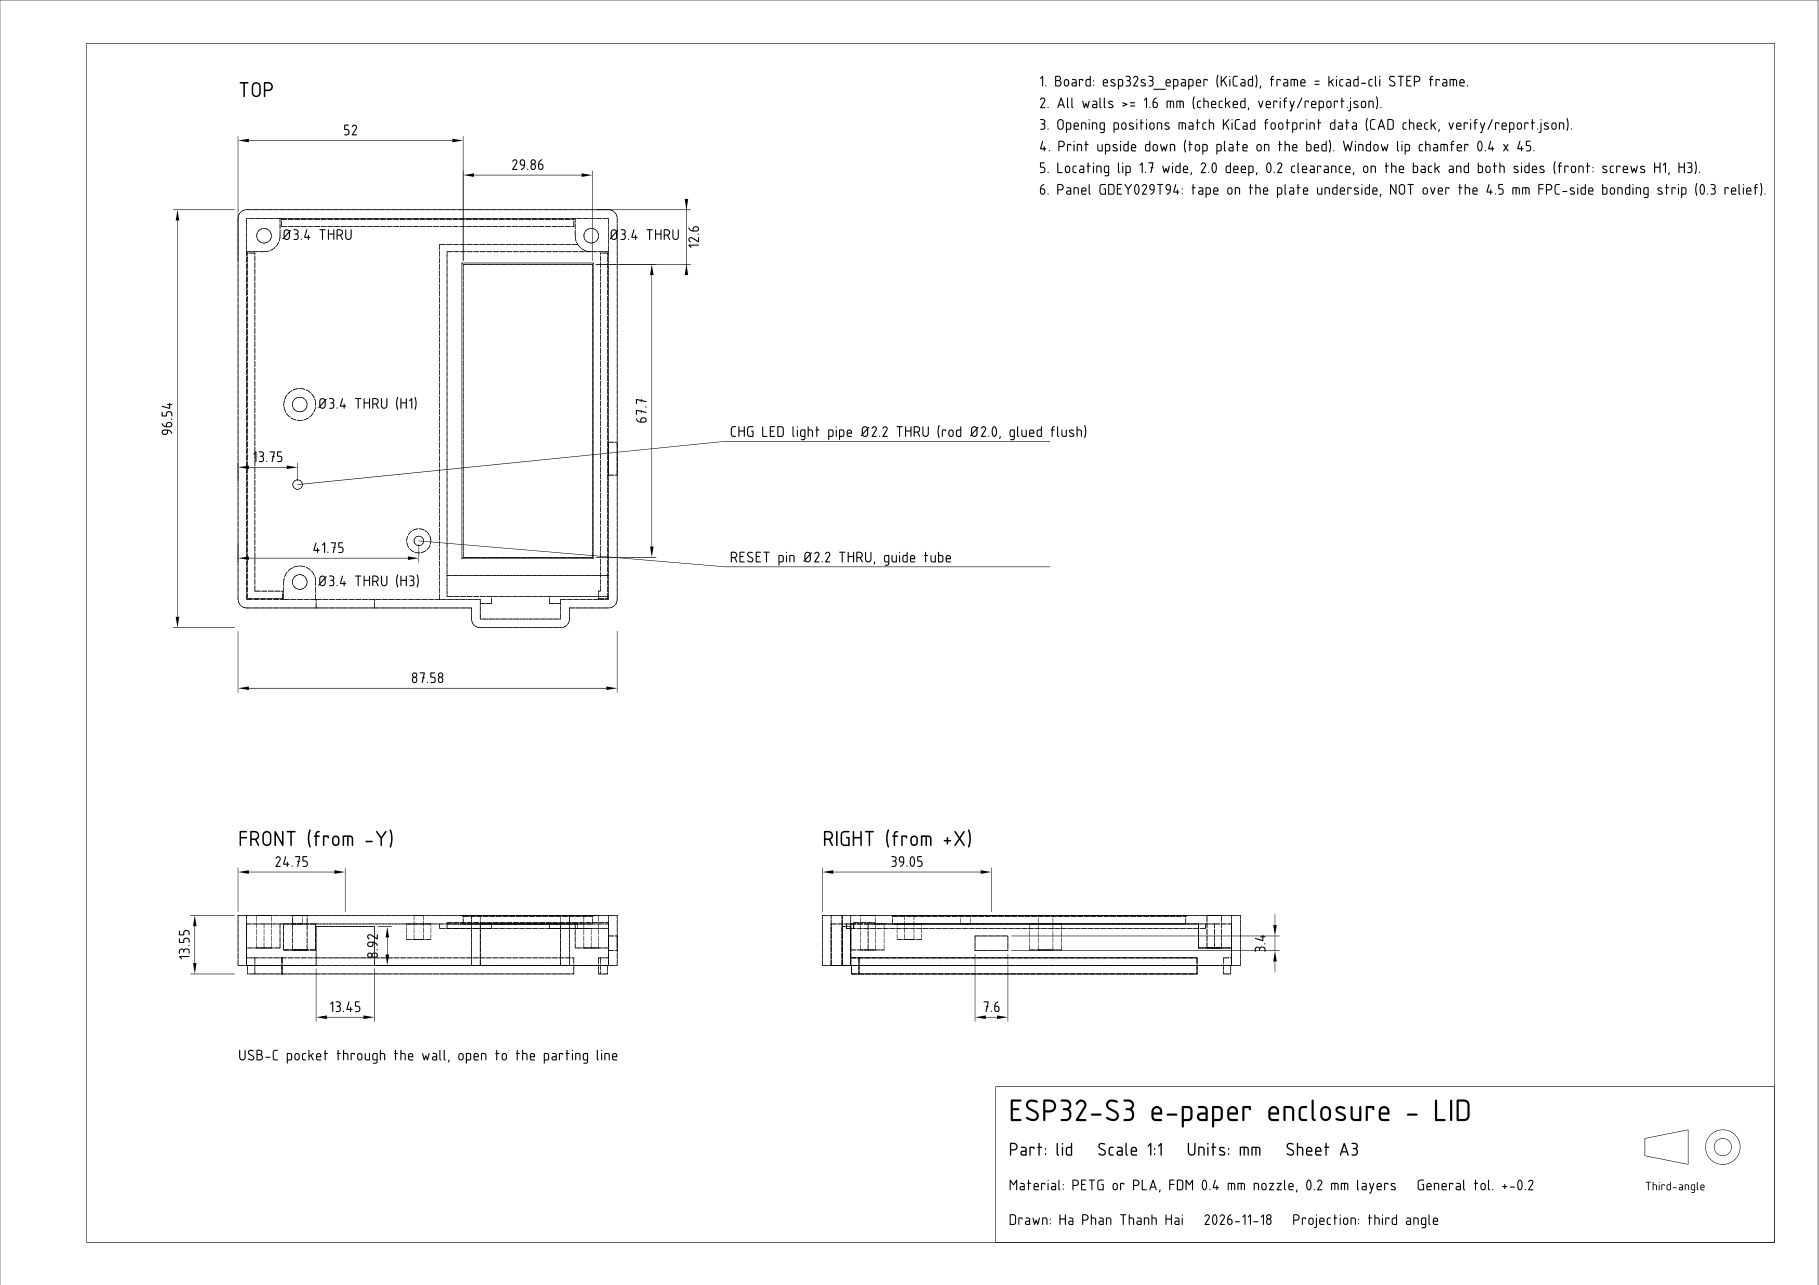 TOP
1. Board: esp32s3_epaper (KiCad), frame = kicad-cli STEP frame.
2. All walls >= 1.6 mm (checked, verify/report.json).
3. Opening positions match KiCad footprint data (CAD check, verify/report.json).
4. Print upside down (top plate on the bed). Window lip chamfer 0.4 x 45.
5. Locating lip 1.7 wide, 2.0 deep, 0.2 clearance, on the back and both sides (front: screws H1, H3).
6. Panel GDEY029T94: tape on the plate underside, NOT over the 4.5 mm FPC-side bonding strip (0.3 relief).
52
29.86
Ø3.4 THRU
Ø3.4 THRU
12.6
96.54
67.7
Ø3.4 THRU (H1)
CHG LED light pipe Ø2.2 THRU (rod Ø2.0, glued flush)
13.75
41.75
RESET pin Ø2.2 THRU, guide tube
Ø3.4 THRU (H3)
87.58
FRONT (from -Y)
24.75
13.55
8.92
13.45
USB-C pocket through the wall, open to the parting line
RIGHT (from +X)
39.05
3.4
7.6
ESP32-S3 e-paper enclosure - LID
Part: lid Scale 1:1 Units: mm Sheet A3
Material: PETG or PLA, FDM 0.4 mm nozzle, 0.2 mm layers General tol. +-0.2
Drawn: Ha Phan Thanh Hai 2026-11-18 Projection: third angle
Third-angle